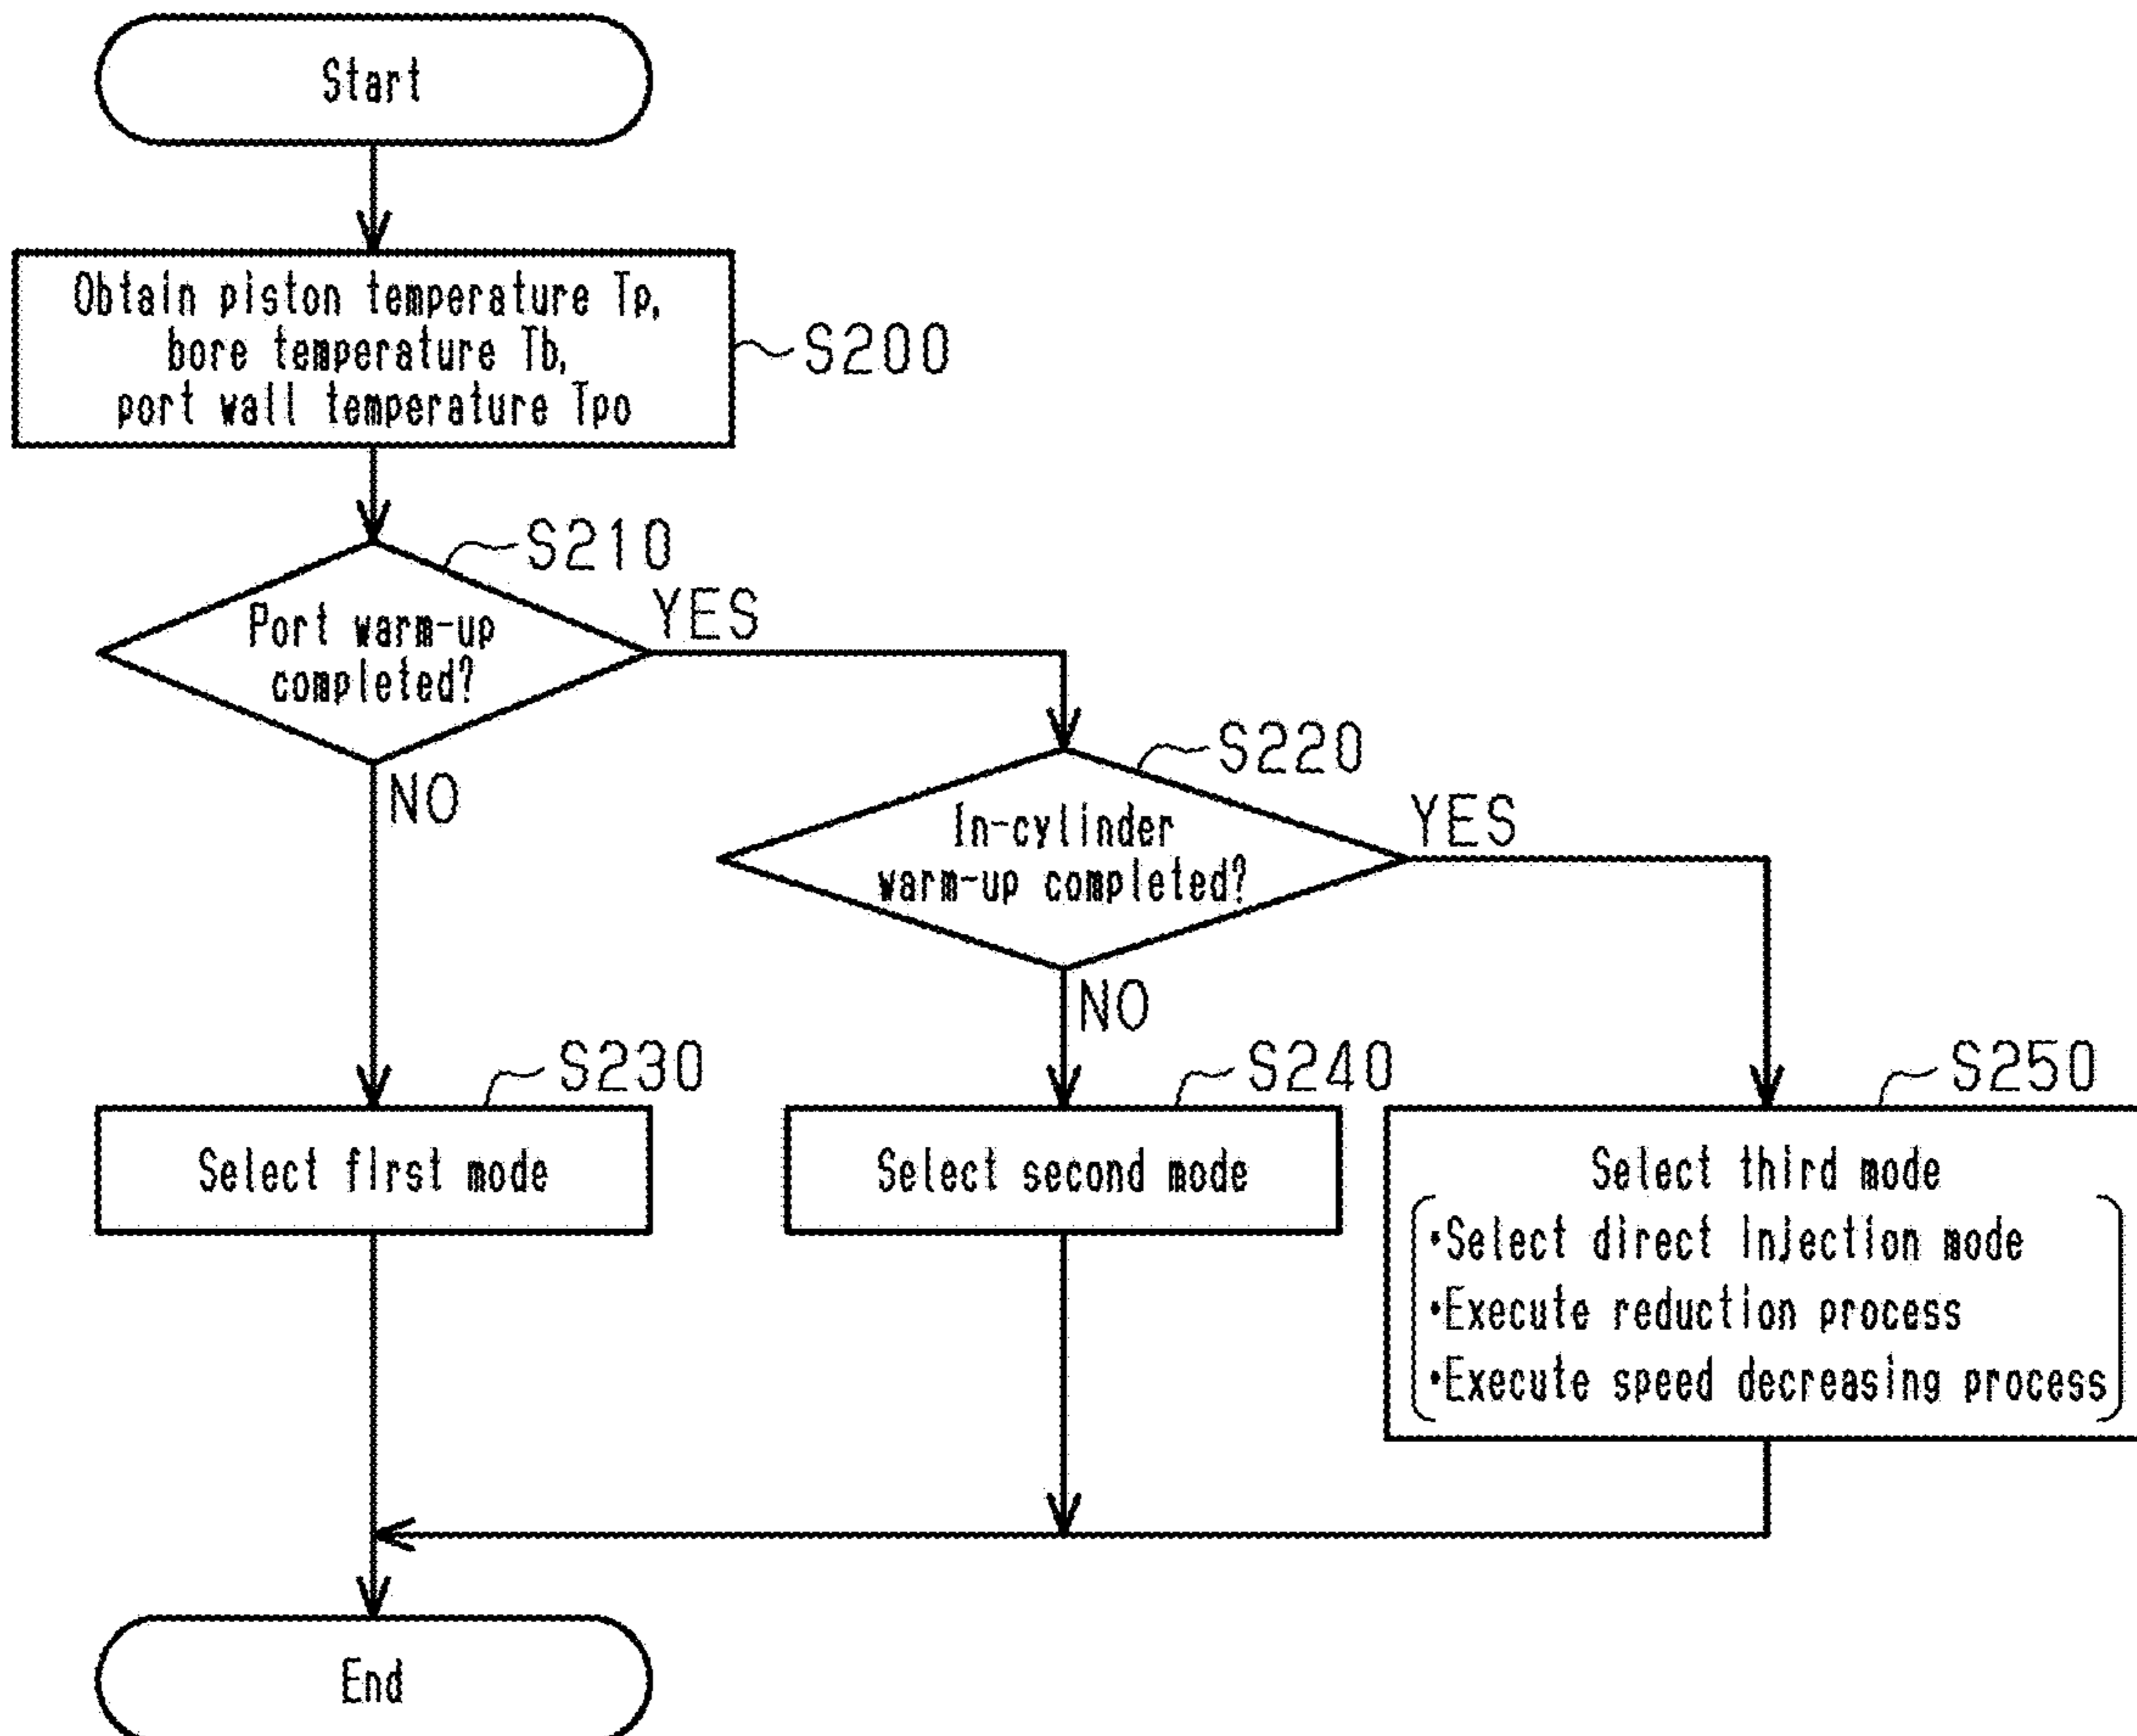 Start
Obtain piston temperature Tp,
bore temperature Tb,
port wall temperature Tpo
S200
S210
Port warm-up
completed?
YES
NO
S220
In-cylinder
warm-up completed?
YES
NO
S230
Select first mode
S240
Select second mode
S250
Select third mode
•Select direct injection mode
•Execute reduction process
•Execute speed decreasing process
End